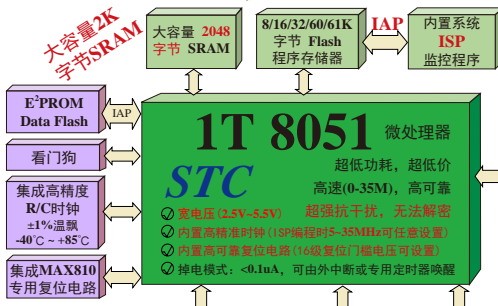 大容量2K
字节SRAM
大容量 2048
字节 SRAM
8/16/32/60/61K
字节 Flash
程序存储器
IAP
内置系统
ISP
监控程序
E²PROM
Data Flash
IAP
看门狗
集成高精度
R/C时钟
±1%温飘
-40℃ ~ +85℃
集成MAX810
专用复位电路
1T 8051 微处理器
STC
超低功耗，超低价
高速(0-35M)，高可靠
宽电压(2.5V~5.5V)
超强抗干扰，无法解密
内置高精准时钟(ISP编程时5~35MHz可任意设置)
内置高可靠复位电路(16级复位门槛电压可设置)
掉电模式：<0.1uA，可由外中断或专用定时器唤醒